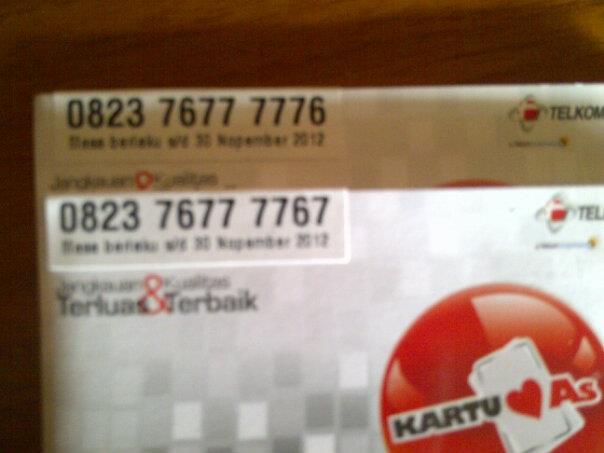 0823 7677 7776
Masa berlaku s/d 30 Nopember 2012
TELKOM
Jangkauan & Kualitas
0823 7677 7767
Masa berlaku s/d 30 Nopember 2012
TEL
Jangkauan & Kualitas
Terluas & Terbaik
KARTU As